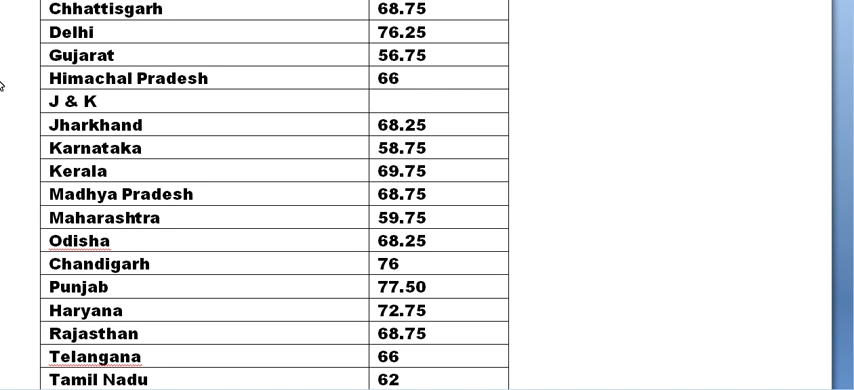 Chhattisgarh 68.75
Delhi 76.25
Gujarat 56.75
Himachal Pradesh 66
J & K
Jharkhand 68.25
Karnataka 58.75
Kerala 69.75
Madhya Pradesh 68.75
Maharashtra 59.75
Odisha 68.25
Chandigarh 76
Punjab 77.50
Haryana 72.75
Rajasthan 68.75
Telangana 66
Tamil Nadu 62